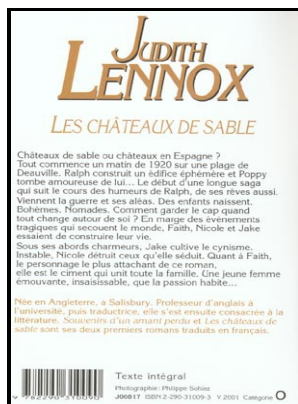 JUDITH
LENNOX
LES CHÂTEAUX DE SABLE
Châteaux de sable ou châteaux en Espagne ?
Tout commence un matin de 1920 sur une plage de
Deauville. Ralph construit un édifice éphémère et Poppy
tombe amoureuse de lui... Le début d'une longue saga
qui suit le cours des humeurs de Ralph, de ses rêves aussi.
Viennent la guerre et ses aléas. Des enfants naissent.
Bohèmes. Nomades. Comment garder le cap quand
tout change autour de soi ? En marge des événements
tragiques qui secouent le monde, Faith, Nicole et Jake
essaient de construire leur vie.
Sous ses abords charmeurs, Jake cultive le cynisme.
Instable, Nicole détruit ceux qu'elle séduit. Quant à Faith,
le personnage le plus attachant de ce roman,
elle est le ciment qui unit toute la famille. Une jeune femme
émouvante, insaisissable, que la passion habite...
Née en Angleterre, à Salisbury. Professeur d'anglais à
l'université, puis traductrice, elle s'est ensuite consacrée à la
littérature. Souvenirs d'un amant perdu et Les châteaux de
sable sont ses deux premiers romans traduits en français.
Texte intégral
Photographie: Philippe Sohiez
J00817 ISBN 2-290-31009-3 V 2001 Catégorie O
9 782290 310090